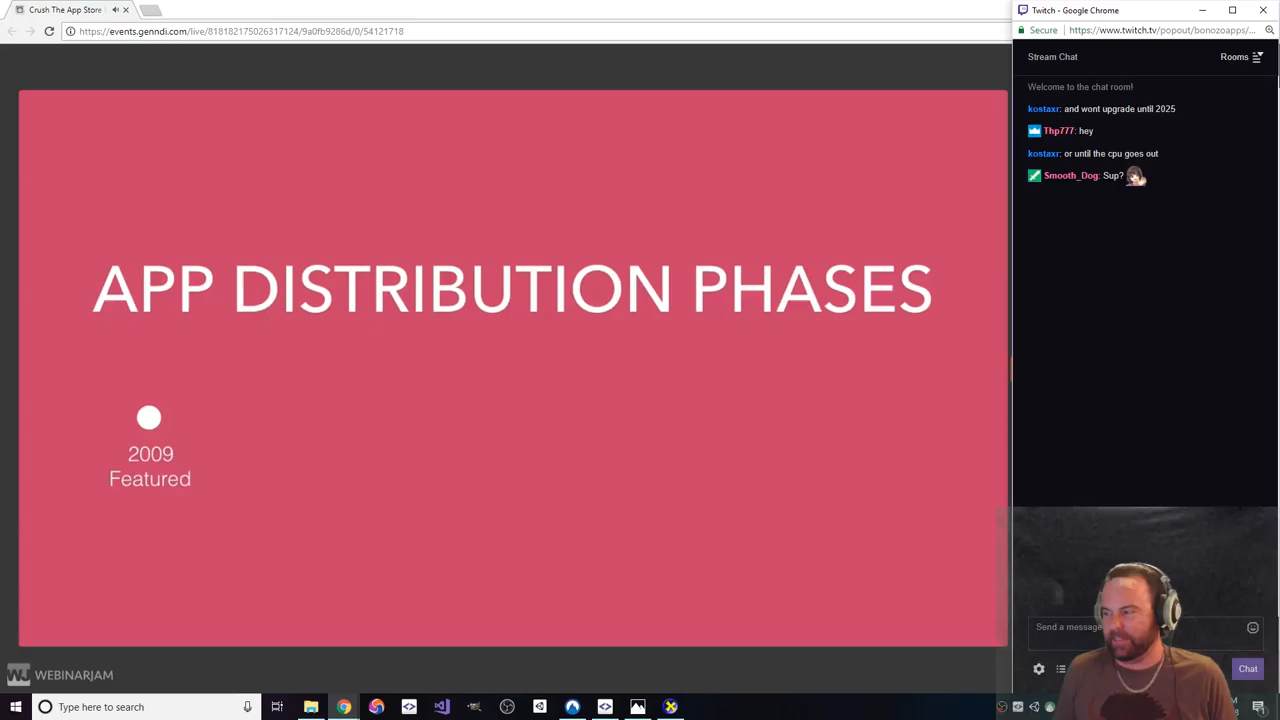 Crush The App Store
https://events.genndi.com/live/818182175026317124/9a0fb9286d/0/54121718
APP DISTRIBUTION PHASES
2009
Featured
WJ WEBINARJAM
Twitch - Google Chrome
Secure https://www.twitch.tv/popout/bonozoapps/...
Stream Chat
Rooms
Welcome to the chat room!
kostaxr: and wont upgrade until 2025
Thp777: hey
kostaxr: or until the cpu goes out
Smooth_Dog: Sup?
Send a message
Chat
Type here to search